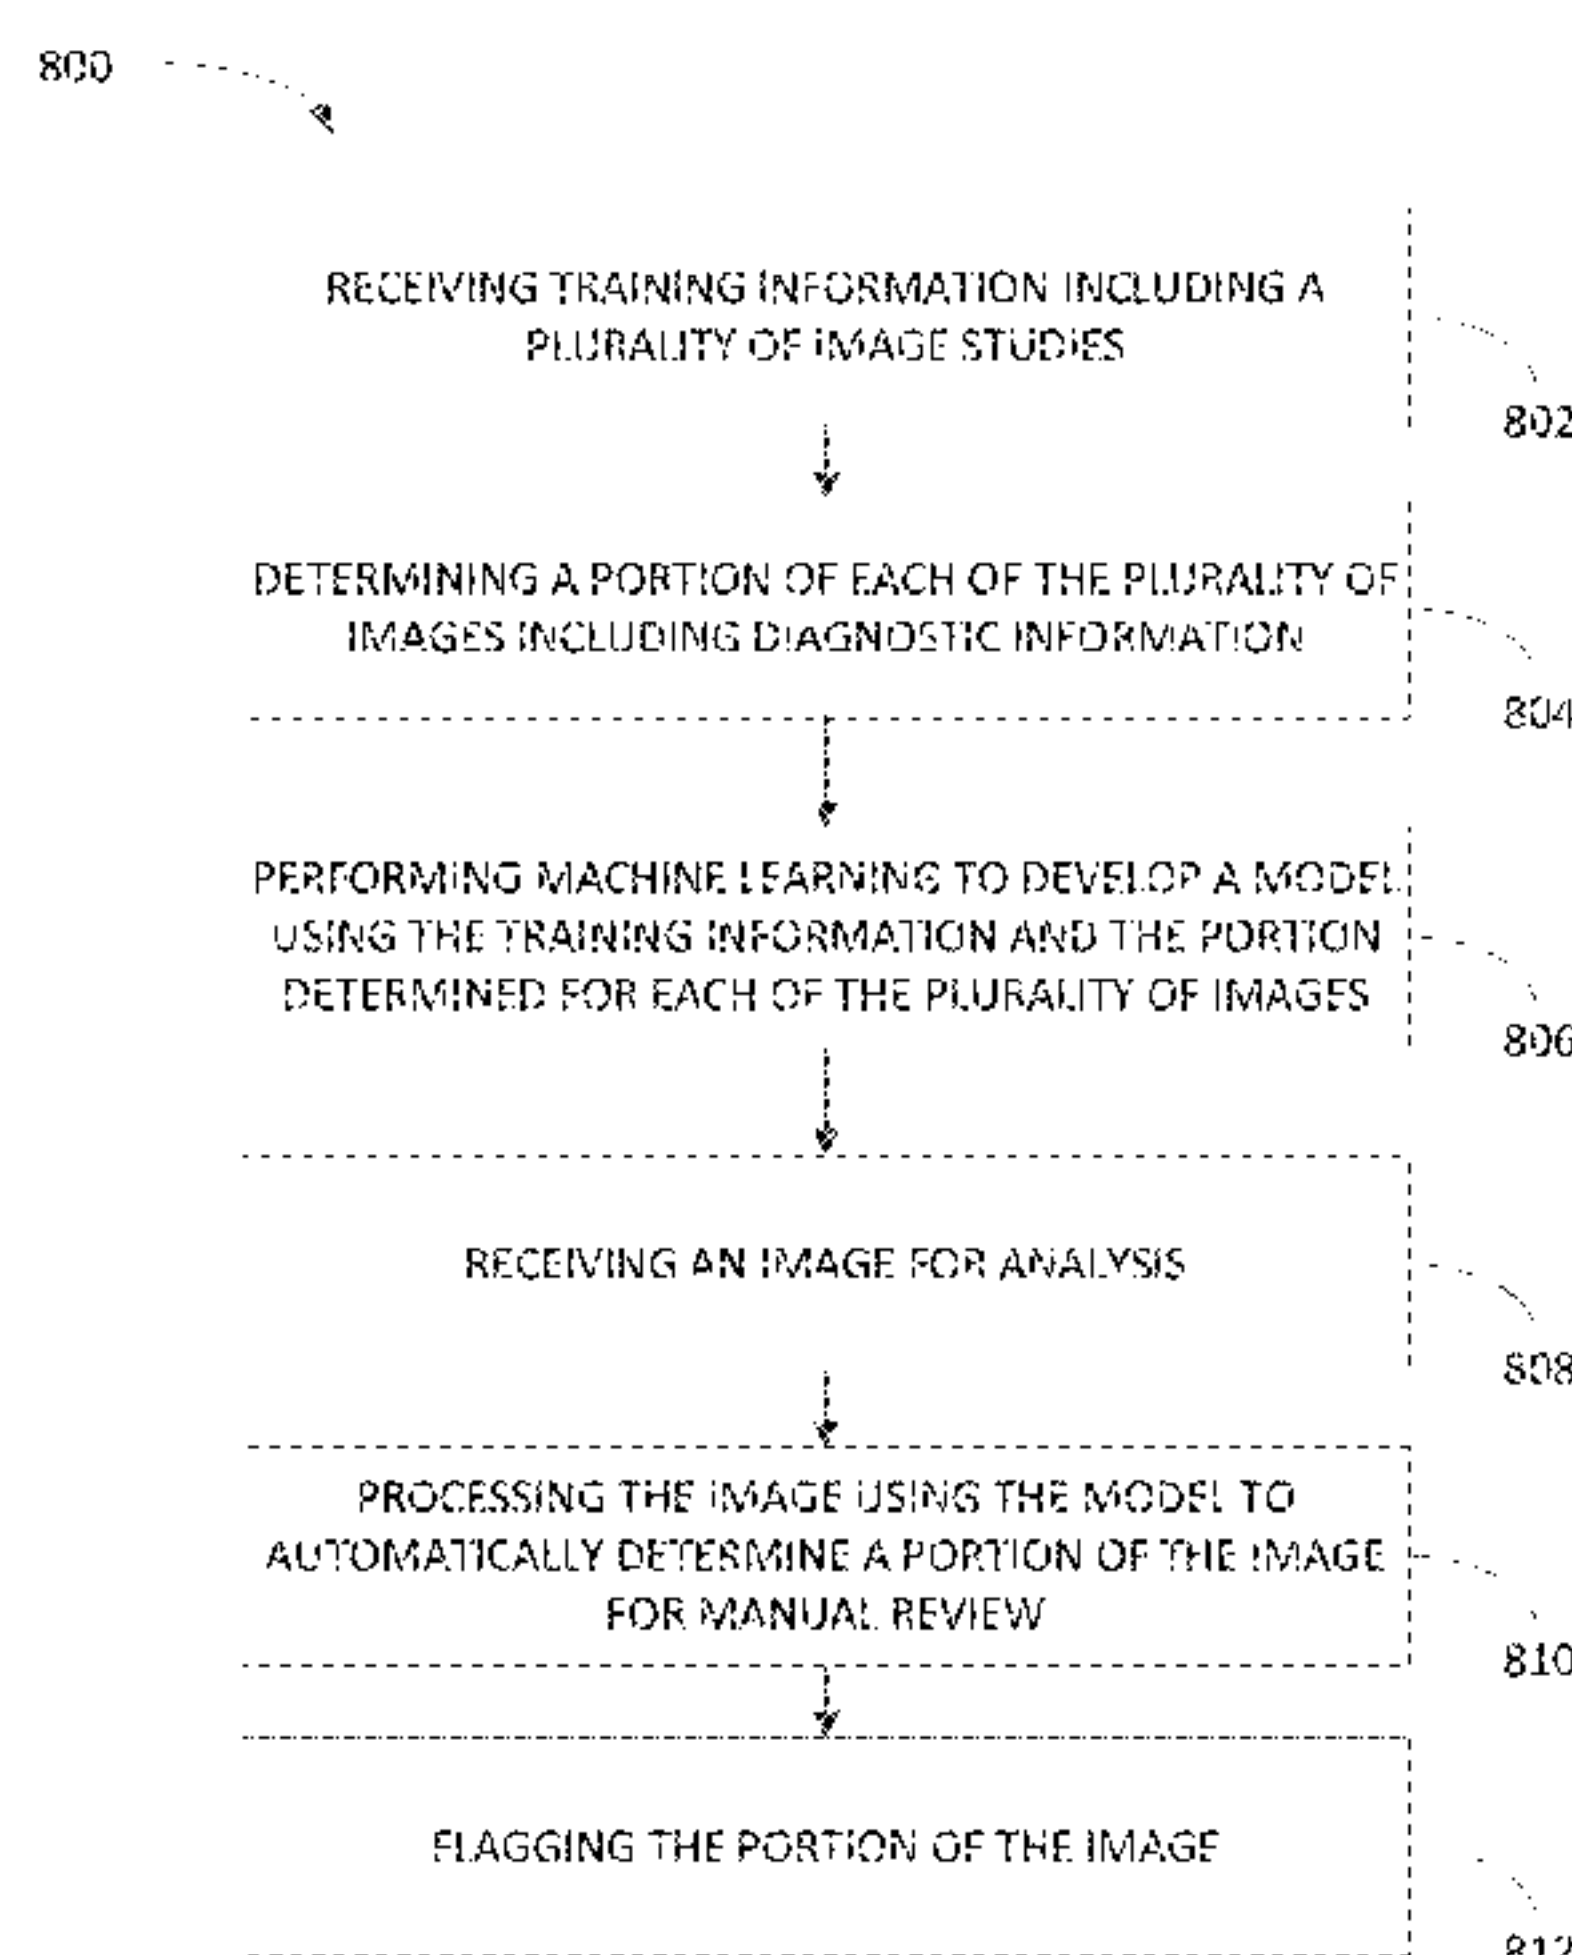 800
RECEIVING TRAINING INFORMATION INCLUDING A
PLURALITY OF IMAGE STUDIES
802
DETERMINING A PORTION OF EACH OF THE PLURALITY OF
IMAGES INCLUDING DIAGNOSTIC INFORMATION
804
PERFORMING MACHINE LEARNING TO DEVELOP A MODEL
USING THE TRAINING INFORMATION AND THE PORTION
DETERMINED FOR EACH OF THE PLURALITY OF IMAGES
806
RECEIVING AN IMAGE FOR ANALYSIS
808
PROCESSING THE IMAGE USING THE MODEL TO
AUTOMATICALLY DETERMINE A PORTION OF THE IMAGE
FOR MANUAL REVIEW
810
FLAGGING THE PORTION OF THE IMAGE
812